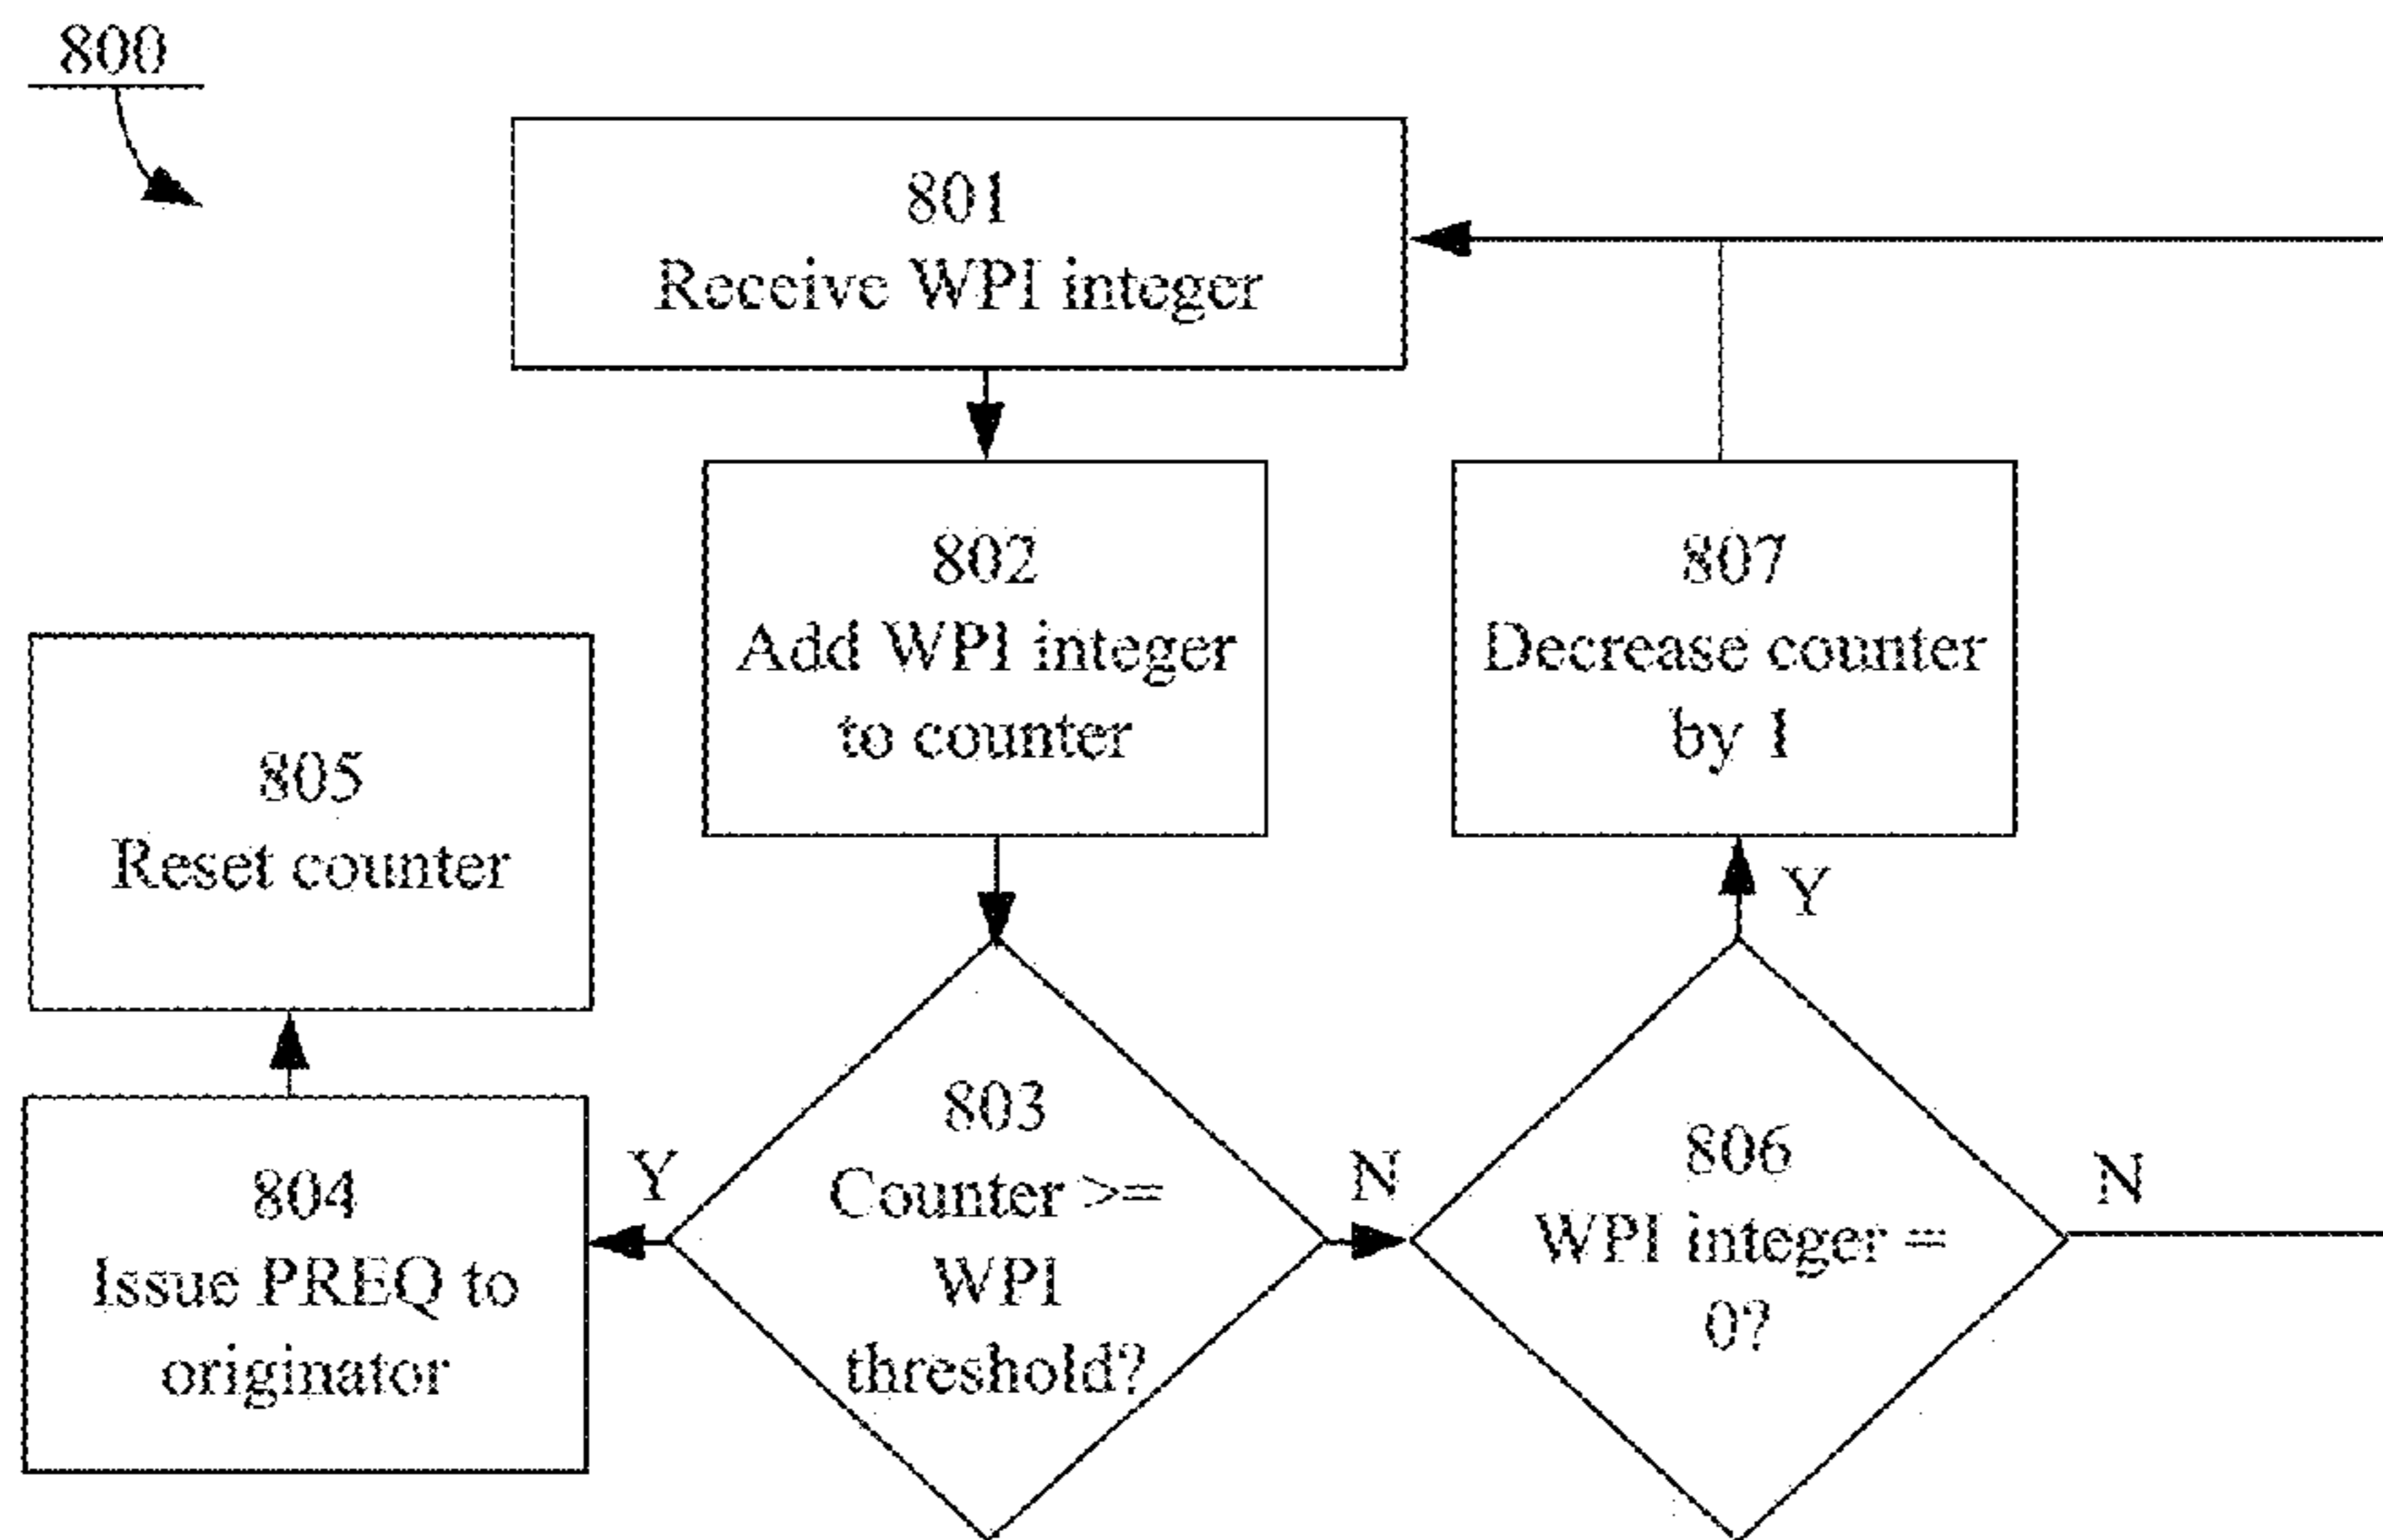 800
801
Receive WPI integer
802
Add WPI integer
to counter
807
Decrease counter
by 1
805
Reset counter
Y
803
Counter >=
WPI
threshold?
Y
N
806
WPI integer =
0?
N
804
Issue PREQ to
originator